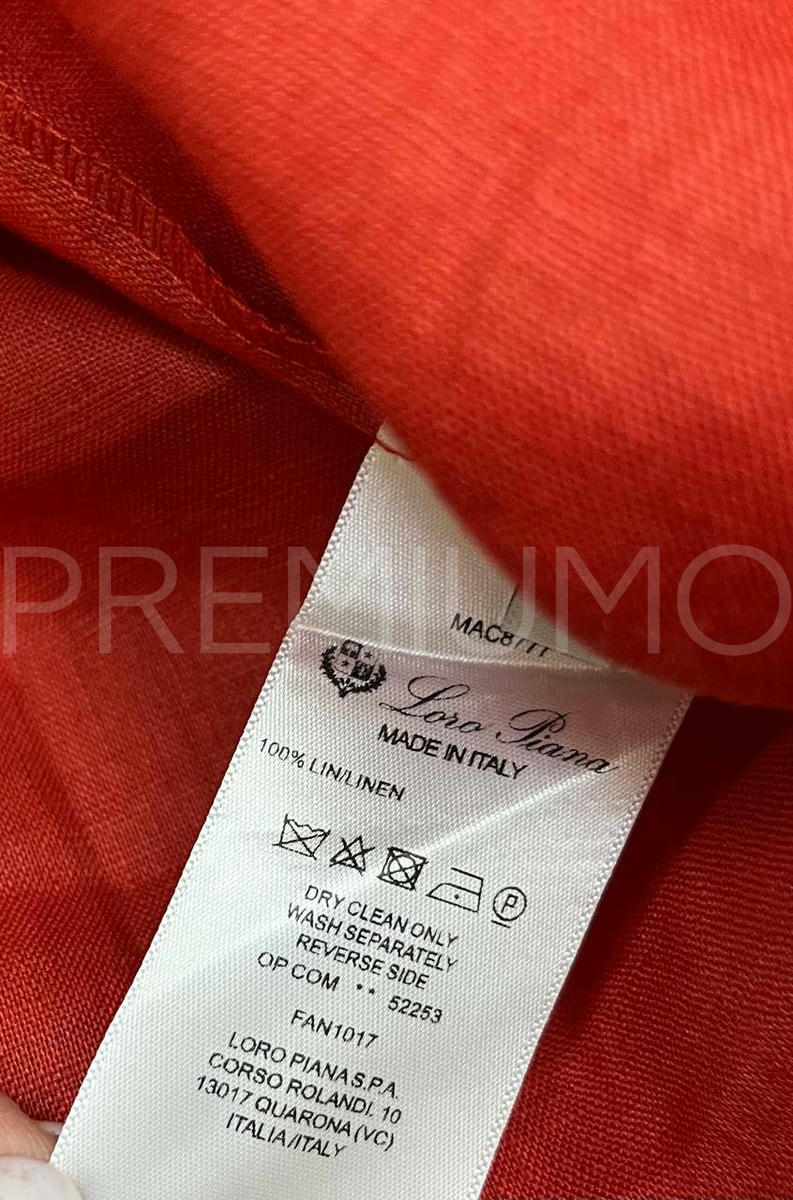 PREMIUMO
Loro Piana
MADE IN ITALY
100% LIN/LINEN
P
DRY CLEAN ONLY
WASH SEPARATELY
REVERSE SIDE
OP COM ** 52253
FAN1017
LORO PIANA S.P.A.
CORSO ROLANDI, 10
13017 QUARONA (VC)
ITALIA/ITALY